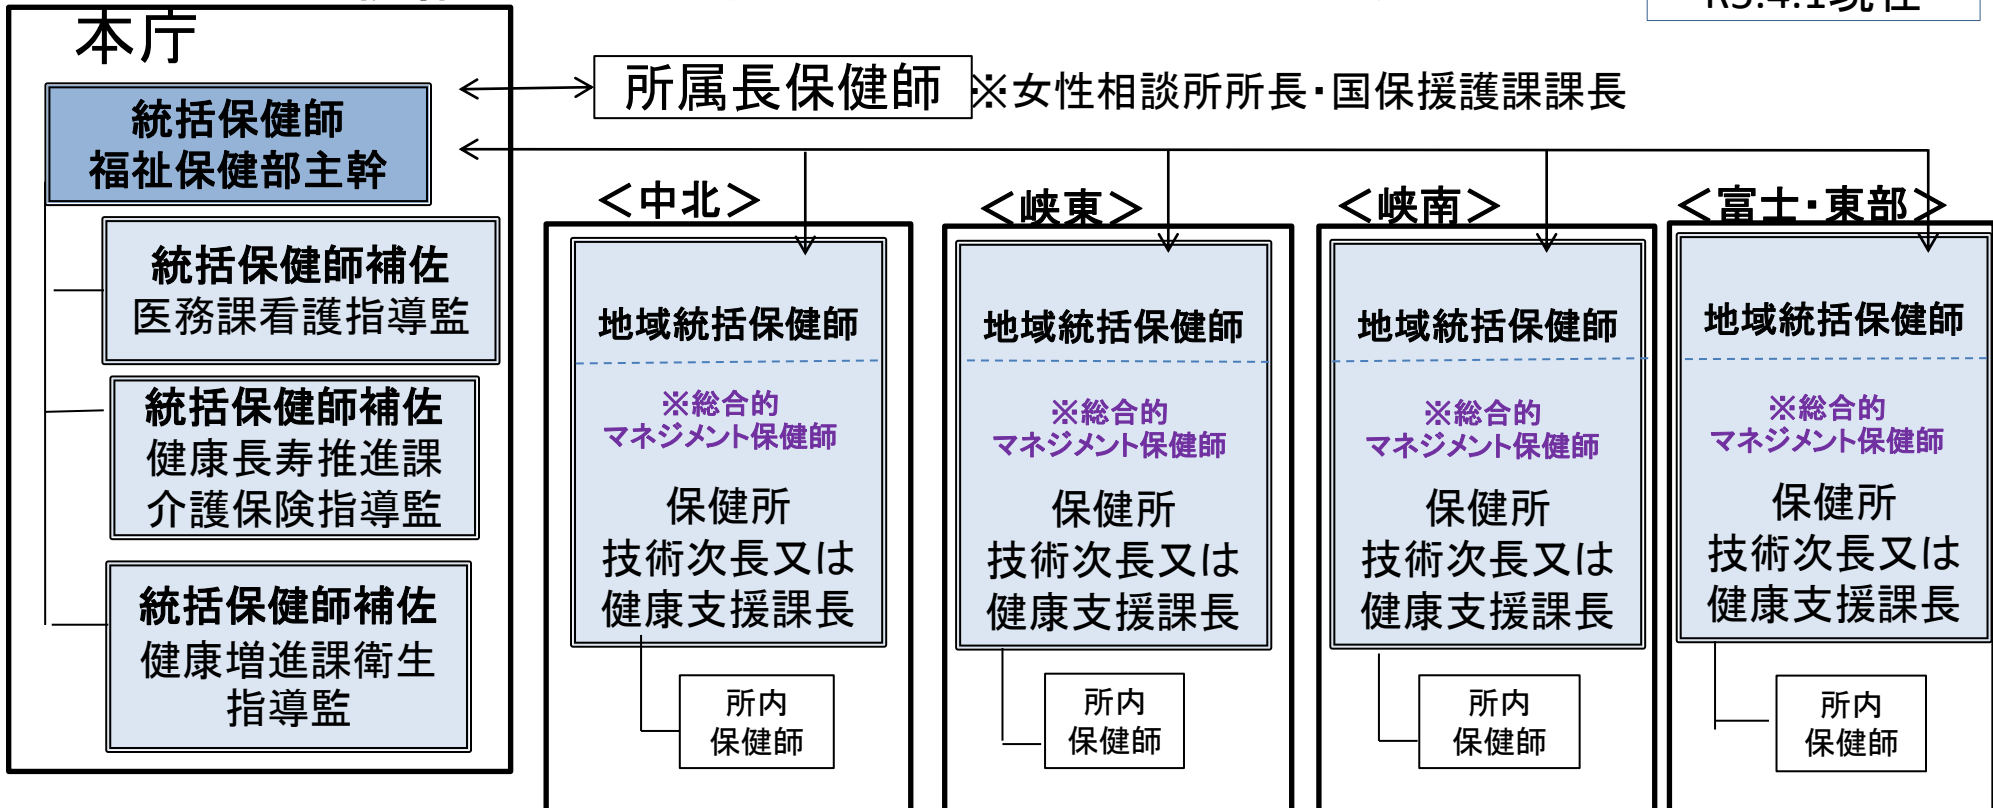 R3.4.1現在
本庁
統括保健師
福祉保健部主幹
統括保健師補佐
医務課看護指導監
統括保健師補佐
健康長寿推進課
介護保険指導監
統括保健師補佐
健康増進課衛生
指導監
所属長保健師 ※女性相談所所長・国保援護課課長
＜中北＞
地域統括保健師
※総合的
マネジメント保健師
保健所
技術次長又は
健康支援課長
所内
保健師
＜峡東＞
地域統括保健師
※総合的
マネジメント保健師
保健所
技術次長又は
健康支援課長
所内
保健師
＜峡南＞
地域統括保健師
※総合的
マネジメント保健師
保健所
技術次長又は
健康支援課長
所内
保健師
＜富士・東部＞
地域統括保健師
※総合的
マネジメント保健師
保健所
技術次長又は
健康支援課長
所内
保健師